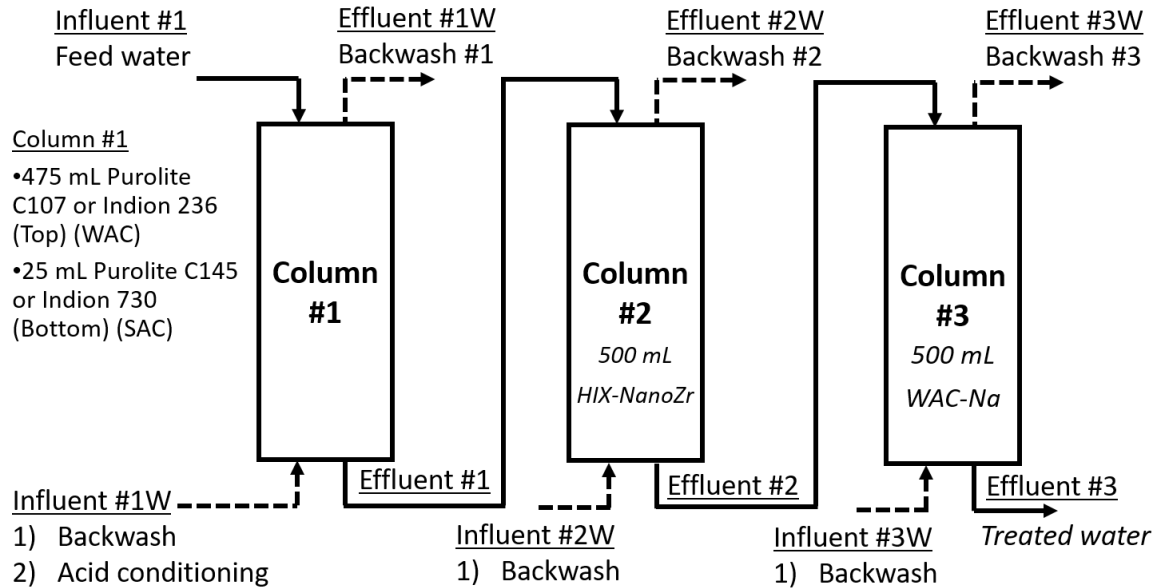 Influent #1
Feed water
Effluent #1W
Backwash #1
Effluent #2W
Backwash #2
Effluent #3W
Backwash #3
Column #1
•475 mL Purolite
C107 or Indion 236
(Top) (WAC)
•25 mL Purolite C145
or Indion 730
(Bottom) (SAC)
Column
#1
Column
#2
500 mL
HIX-NanoZr
Column
#3
500 mL
WAC-Na
Influent #1W
1) Backwash
2) Acid conditioning
Effluent #1
Influent #2W
1) Backwash
Effluent #2
Influent #3W
1) Backwash
Effluent #3
Treated water